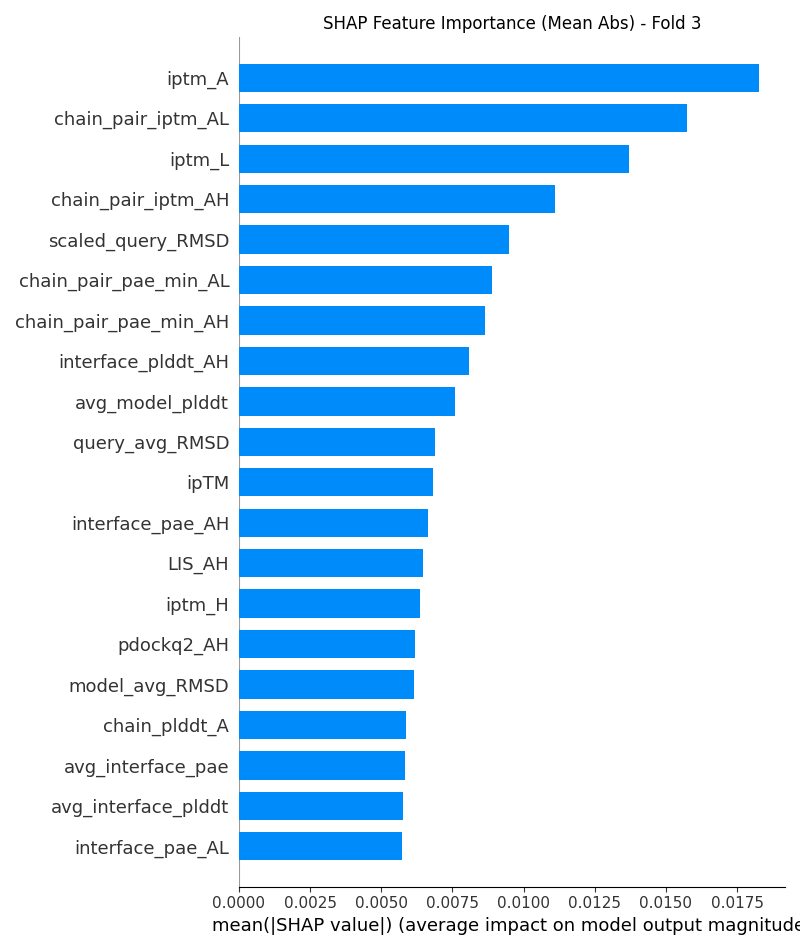 SHAP Feature Importance (Mean Abs) - Fold 3
iptm_A
chain_pair_iptm_AL
iptm_L
chain_pair_iptm_AH
scaled_query_RMSD
chain_pair_pae_min_AL
chain_pair_pae_min_AH
interface_plddt_AH
avg_model_plddt
query_avg_RMSD
ipTM
interface_pae_AH
LIS_AH
iptm_H
pdockq2_AH
model_avg_RMSD
chain_plddt_A
avg_interface_pae
avg_interface_plddt
interface_pae_AL
0.0000 0.0025 0.0050 0.0075 0.0100 0.0125 0.0150 0.0175
mean(|SHAP value|) (average impact on model output magnitude